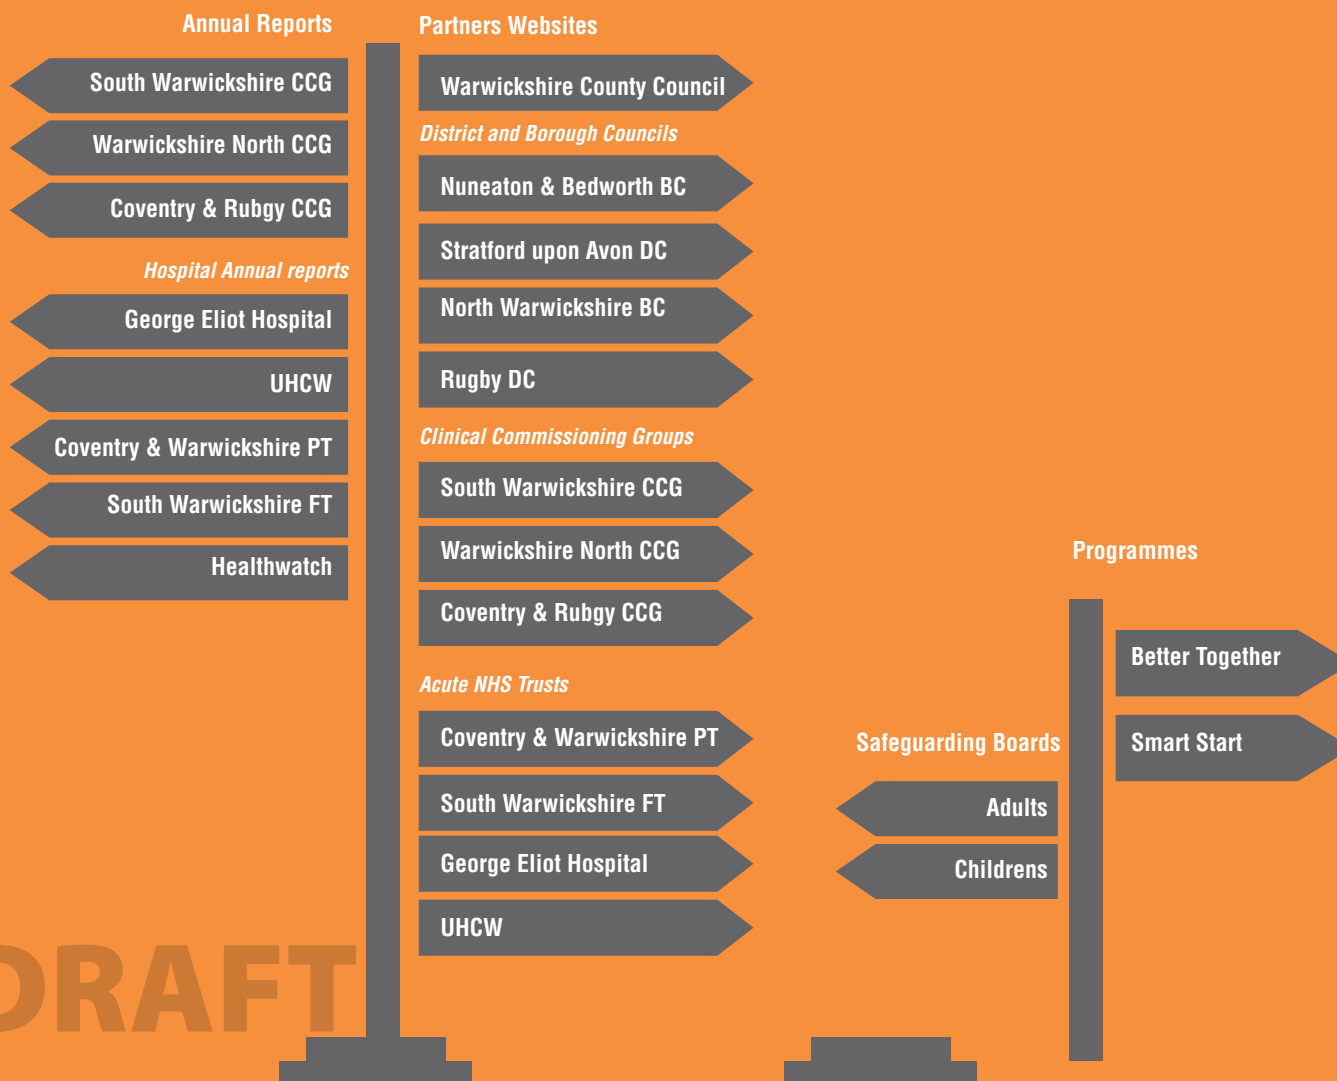 Annual Reports
South Warwickshire CCG
Warwickshire North CCG
Coventry & Rubgy CCG
Hospital Annual reports
George Eliot Hospital
UHCW
Coventry & Warwickshire PT
South Warwickshire FT
Healthwatch
Partners Websites
Warwickshire County Council
District and Borough Councils
Nuneaton & Bedworth BC
Stratford upon Avon DC
North Warwickshire BC
Rugby DC
Clinical Commissioning Groups
South Warwickshire CCG
Warwickshire North CCG
Coventry & Rubgy CCG
Acute NHS Trusts
Coventry & Warwickshire PT
South Warwickshire FT
George Eliot Hospital
UHCW
Safeguarding Boards
Adults
Childrens
Programmes
Better Together
Smart Start
DRAFT